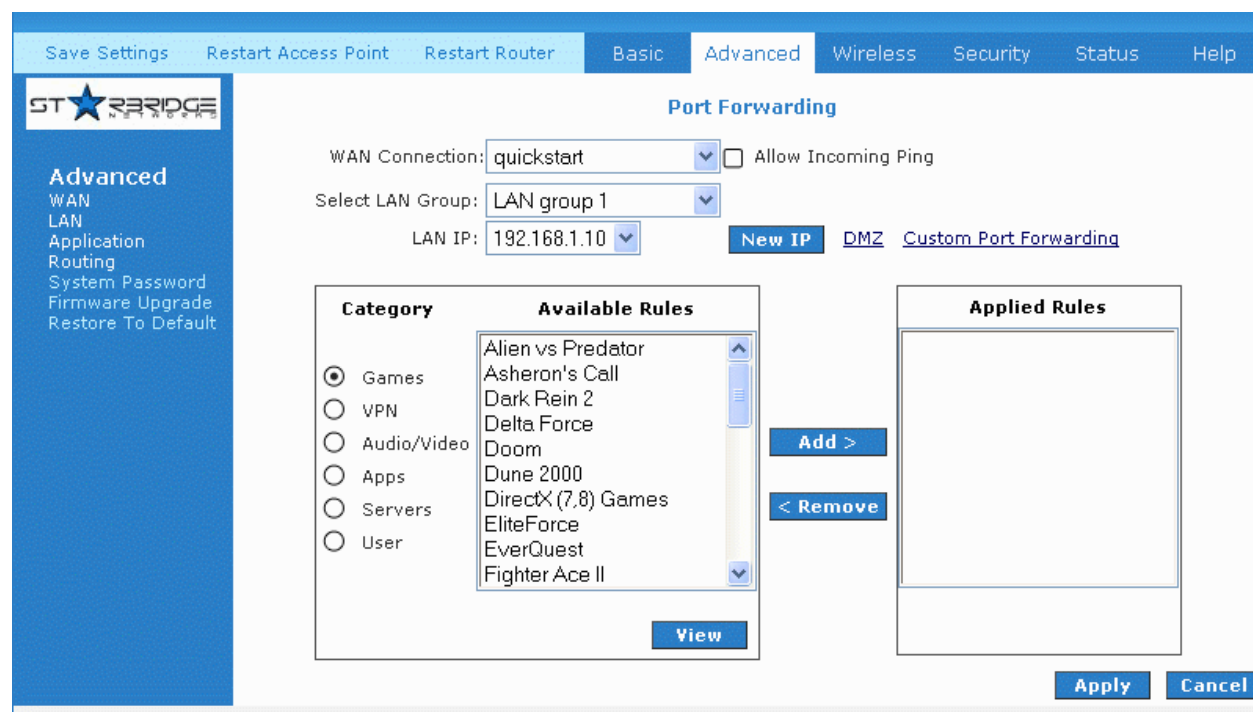 Save Settings Restart Access Point Restart Router Basic Advanced Wireless Security Status Help
ST RBRIDGE
NETWORKS
Port Forwarding
WAN Connection: quickstart Allow Incoming Ping
Select LAN Group: LAN group 1
LAN IP: 192.168.1.10 New IP DMZ Custom Port Forwarding
Advanced
WAN
LAN
Application
Routing
System Password
Firmware Upgrade
Restore To Default
Category Available Rules
Games
VPN
Audio/Video
Apps
Servers
User
Alien vs Predator
Asheron's Call
Dark Rein 2
Delta Force
Doom
Dune 2000
DirectX (7,8) Games
EliteForce
EverQuest
Fighter Ace II
View
Add >
< Remove
Applied Rules
Apply Cancel